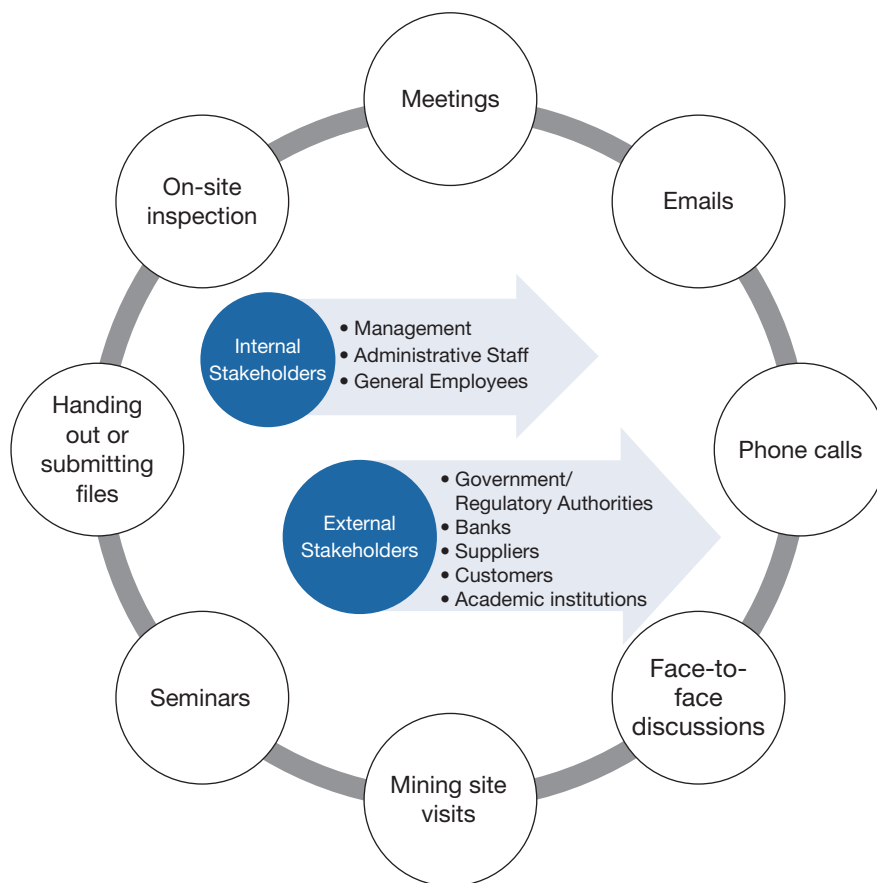 Meetings
Emails
Phone calls
Face-to-
face
discussions
Mining site
visits
Seminars
Handing
out or
submitting
files
On-site
inspection
Internal
Stakeholders
• Management
• Administrative Staff
• General Employees
External
Stakeholders
• Government/
Regulatory Authorities
• Banks
• Suppliers
• Customers
• Academic institutions